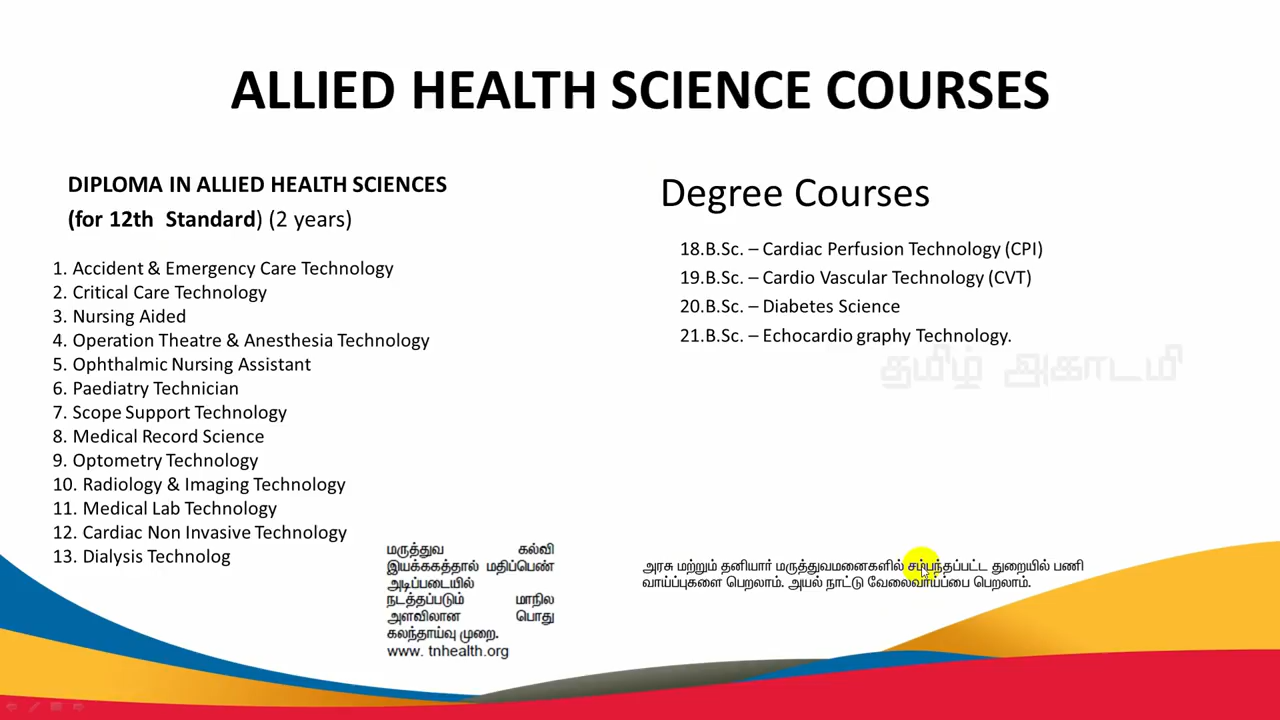 ALLIED HEALTH SCIENCE COURSES
DIPLOMA IN ALLIED HEALTH SCIENCES
(for 12th Standard) (2 years)
1. Accident & Emergency Care Technology
2. Critical Care Technology
3. Nursing Aided
4. Operation Theatre & Anesthesia Technology
5. Ophthalmic Nursing Assistant
6. Paediatry Technician
7. Scope Support Technology
8. Medical Record Science
9. Optometry Technology
10. Radiology & Imaging Technology
11. Medical Lab Technology
12. Cardiac Non Invasive Technology
13. Dialysis Technolog
மருத்துவ கல்வி
இயக்ககத்தால் மதிப்பெண்
அடிப்படையில்
நடத்தப்படும் மாநில
அளவிலான பொது
கலந்தாய்வு முறை.
www. tnhealth.org
Degree Courses
18.B.Sc. – Cardiac Perfusion Technology (CPI)
19.B.Sc. – Cardio Vascular Technology (CVT)
20.B.Sc. – Diabetes Science
21.B.Sc. – Echocardio graphy Technology.
தமிழ் அகாடமி
அரசு மற்றும் தனியார் மருத்துவமனைகளில் சம்பந்தப்பட்ட துறையில் பணி
வாய்ப்புகளை பெறலாம். அயல் நாட்டு வேலைவாய்ப்பை பெறலாம்.